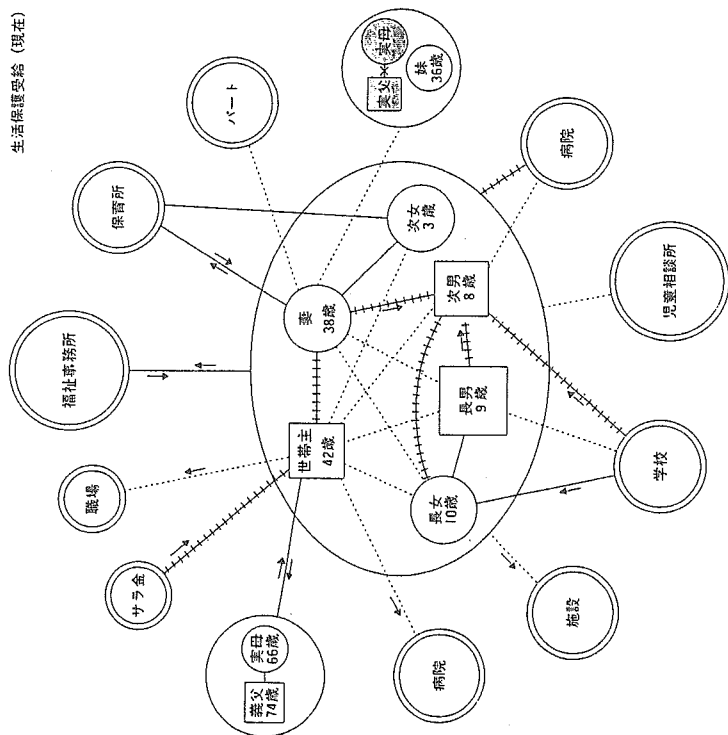 生活保護受給(現在)
サラ金
職場
福祉事務所
保育所
パート
義父
74歳
実母
66歳
世帯主
42歳
妻
38歳
次女
3歳
実父
実母
妹
36歳
長女
10歳
長男
9歳
次男
8歳
病院
施設
学校
児童相談所
病院